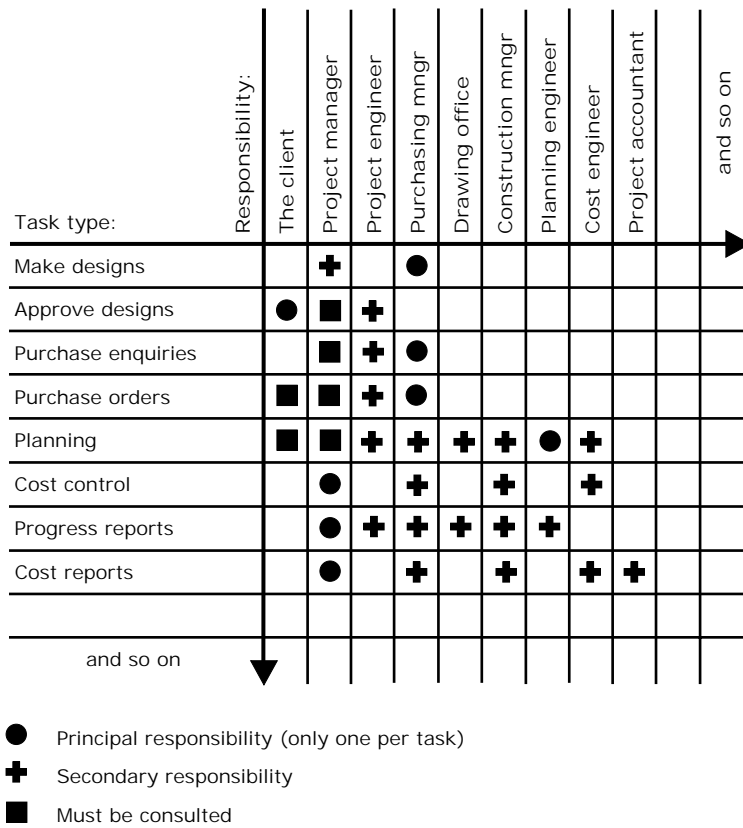 Responsibility:
The client
Project manager
Project engineer
Purchasing mngr
Drawing office
Construction mngr
Planning engineer
Cost engineer
Project accountant
and so on
Task type:
Make designs
Approve designs
Purchase enquiries
Purchase orders
Planning
Cost control
Progress reports
Cost reports
and so on
Principal responsibility (only one per task)
Secondary responsibility
Must be consulted